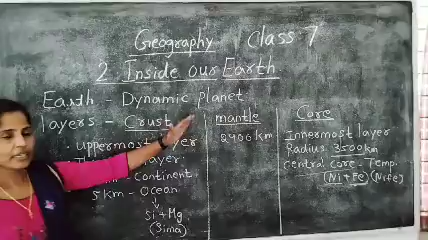 Geography Class 7
2 Inside our Earth
Earth - Dynamic Planet
layers - Crust
• uppermost layer
layer.
- Continent
5 km - Ocean
↓
Si + Mg
(Sima)
mantle
2900 km
Core
Innermost layer
Radius 3500 km
central core - Temp.
(Ni + Fe) (Nife)